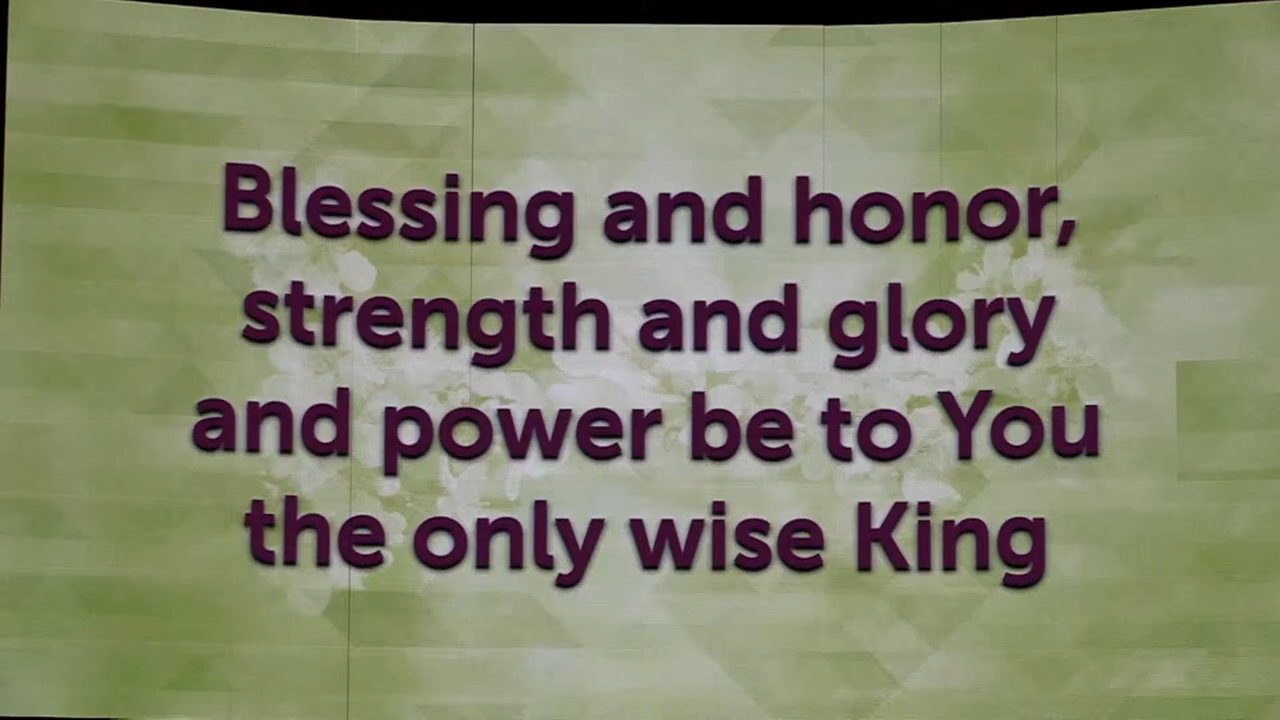 Blessing and honor,
strength and glory
and power be to You
the only wise King